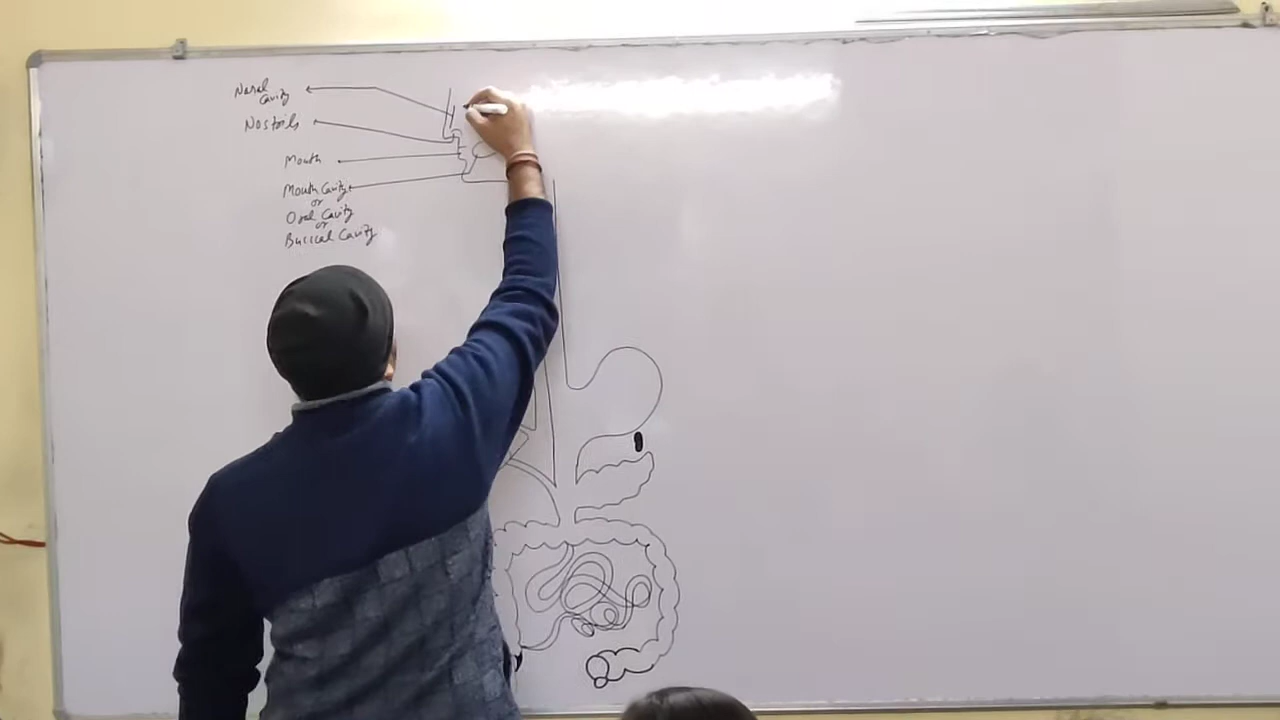 Nasal
Cavity
Nostrils
Mouth
Mouth Cavity
or
Oral Cavity
or
Buccal Cavity